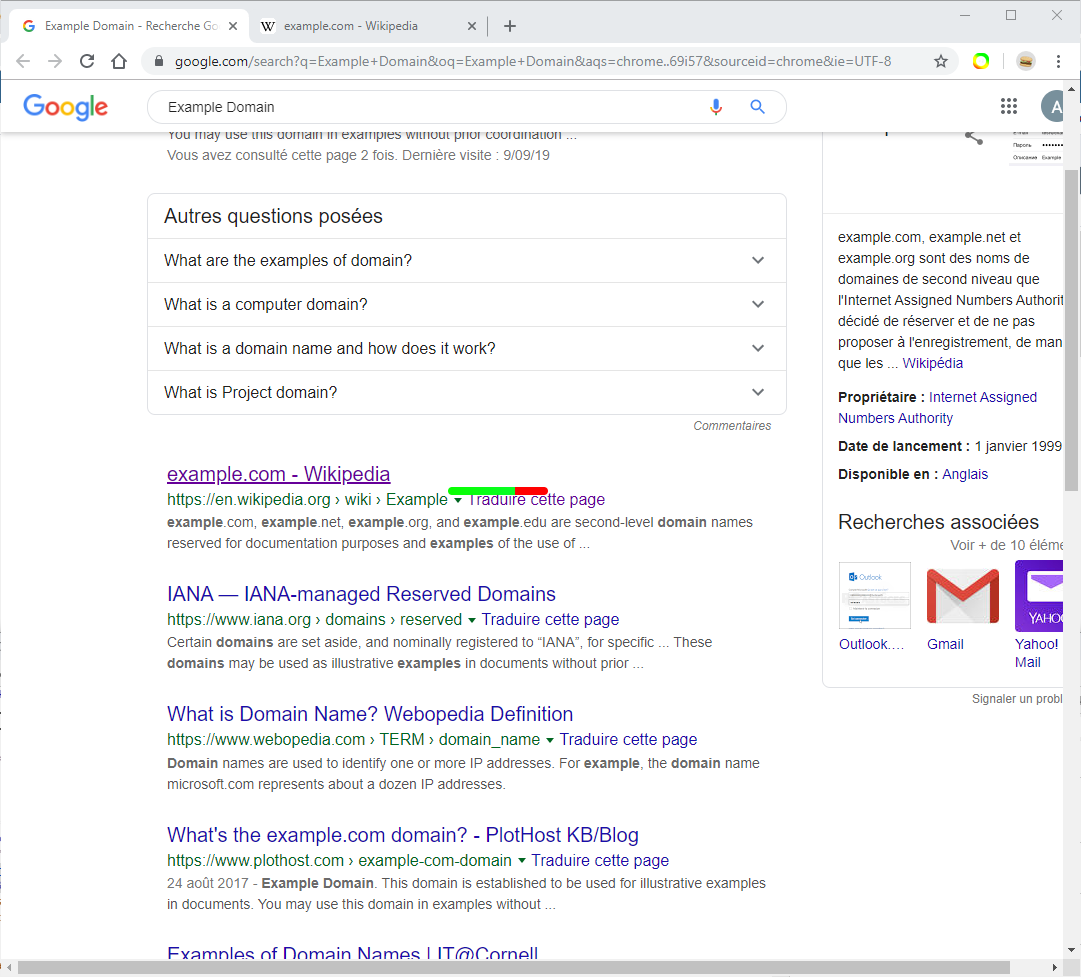 Example Domain - Recherche Go
example.com - Wikipedia
google.com/search?q=Example+Domain&oq=Example+Domain&aqs=chrome..69i57&sourceid=chrome&ie=UTF-8
Google
Example Domain
A
You may use this domain in examples without prior coordination ...
Vous avez consulté cette page 2 fois. Dernière visite : 9/09/19
Autres questions posées
What are the examples of domain?
What is a computer domain?
What is a domain name and how does it work?
What is Project domain?
Commentaires
example.com - Wikipedia
https://en.wikipedia.org › wiki › Example ▾ Traduire cette page
example.com, example.net, example.org, and example.edu are second-level domain names
reserved for documentation purposes and examples of the use of ...
IANA — IANA-managed Reserved Domains
https://www.iana.org › domains › reserved ▾ Traduire cette page
Certain domains are set aside, and nominally registered to “IANA”, for specific ... These
domains may be used as illustrative examples in documents without prior ...
What is Domain Name? Webopedia Definition
https://www.webopedia.com › TERM › domain_name ▾ Traduire cette page
Domain names are used to identify one or more IP addresses. For example, the domain name
microsoft.com represents about a dozen IP addresses.
What's the example.com domain? - PlotHost KB/Blog
https://www.plothost.com › example-com-domain ▾ Traduire cette page
24 août 2017 - Example Domain. This domain is established to be used for illustrative examples
in documents. You may use this domain in examples without ...
Examples of Domain Names | IT@Cornell
Пароль
Описание Example
example.com, example.net et
example.org sont des noms de
domaines de second niveau que
l'Internet Assigned Numbers Authorit
décidé de réserver et de ne pas
proposer à l'enregistrement, de man
que les ... Wikipédia
Propriétaire : Internet Assigned
Numbers Authority
Date de lancement : 1 janvier 1999
Disponible en : Anglais
Recherches associées
Voir + de 10 éléme
Outlook
YAHO
Outlook....
Gmail
Yahoo!
Mail
Signaler un probl